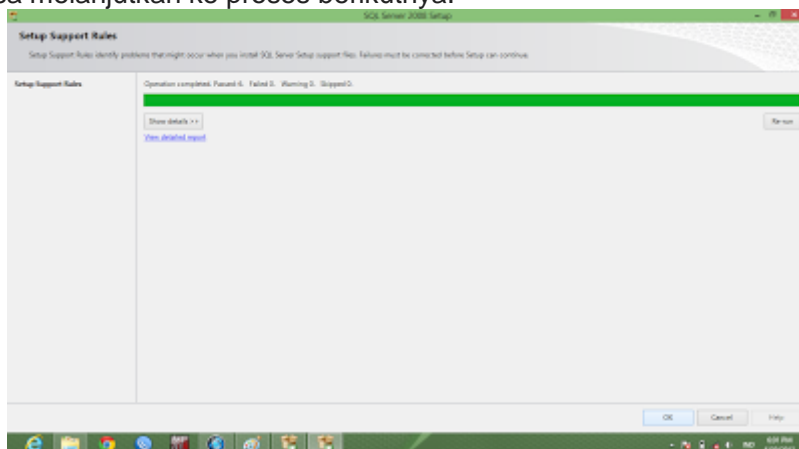 sa melanjutkan ke proses berikutnya.
SQL Server 2008 Setup
Setup Support Rules
Setup Support Rules identify problems that might occur when you install SQL Server Setup support files. Failures must be corrected before Setup can continue.
Setup Support Rules
Operation completed. Passed 6. Failed 0. Warning 0. Skipped 0.
Show details >>
Re-run
View detailed report
OK
Cancel
Help
IND